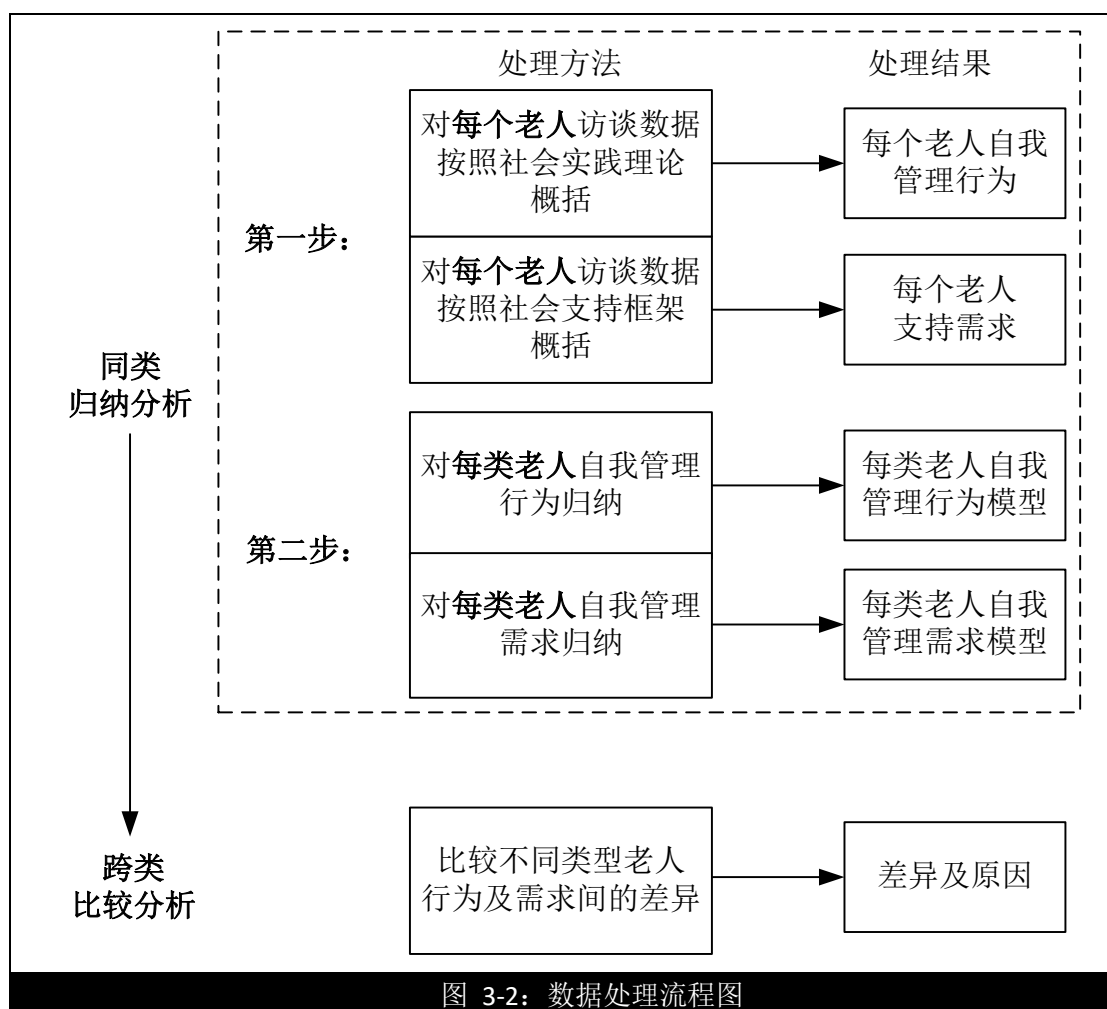 处理方法
处理结果
对每个老人访谈数据
按照社会实践理论
概括
每个老人自我
管理行为
第一步：
对每个老人访谈数据
按照社会支持框架
概括
每个老人
支持需求
同类
归纳分析
对每类老人自我管理
行为归纳
每类老人自我
管理行为模型
第二步：
对每类老人自我管理
需求归纳
每类老人自我
管理需求模型
跨类
比较分析
比较不同类型老人
行为及需求间的差异
差异及原因
图 3-2：数据处理流程图